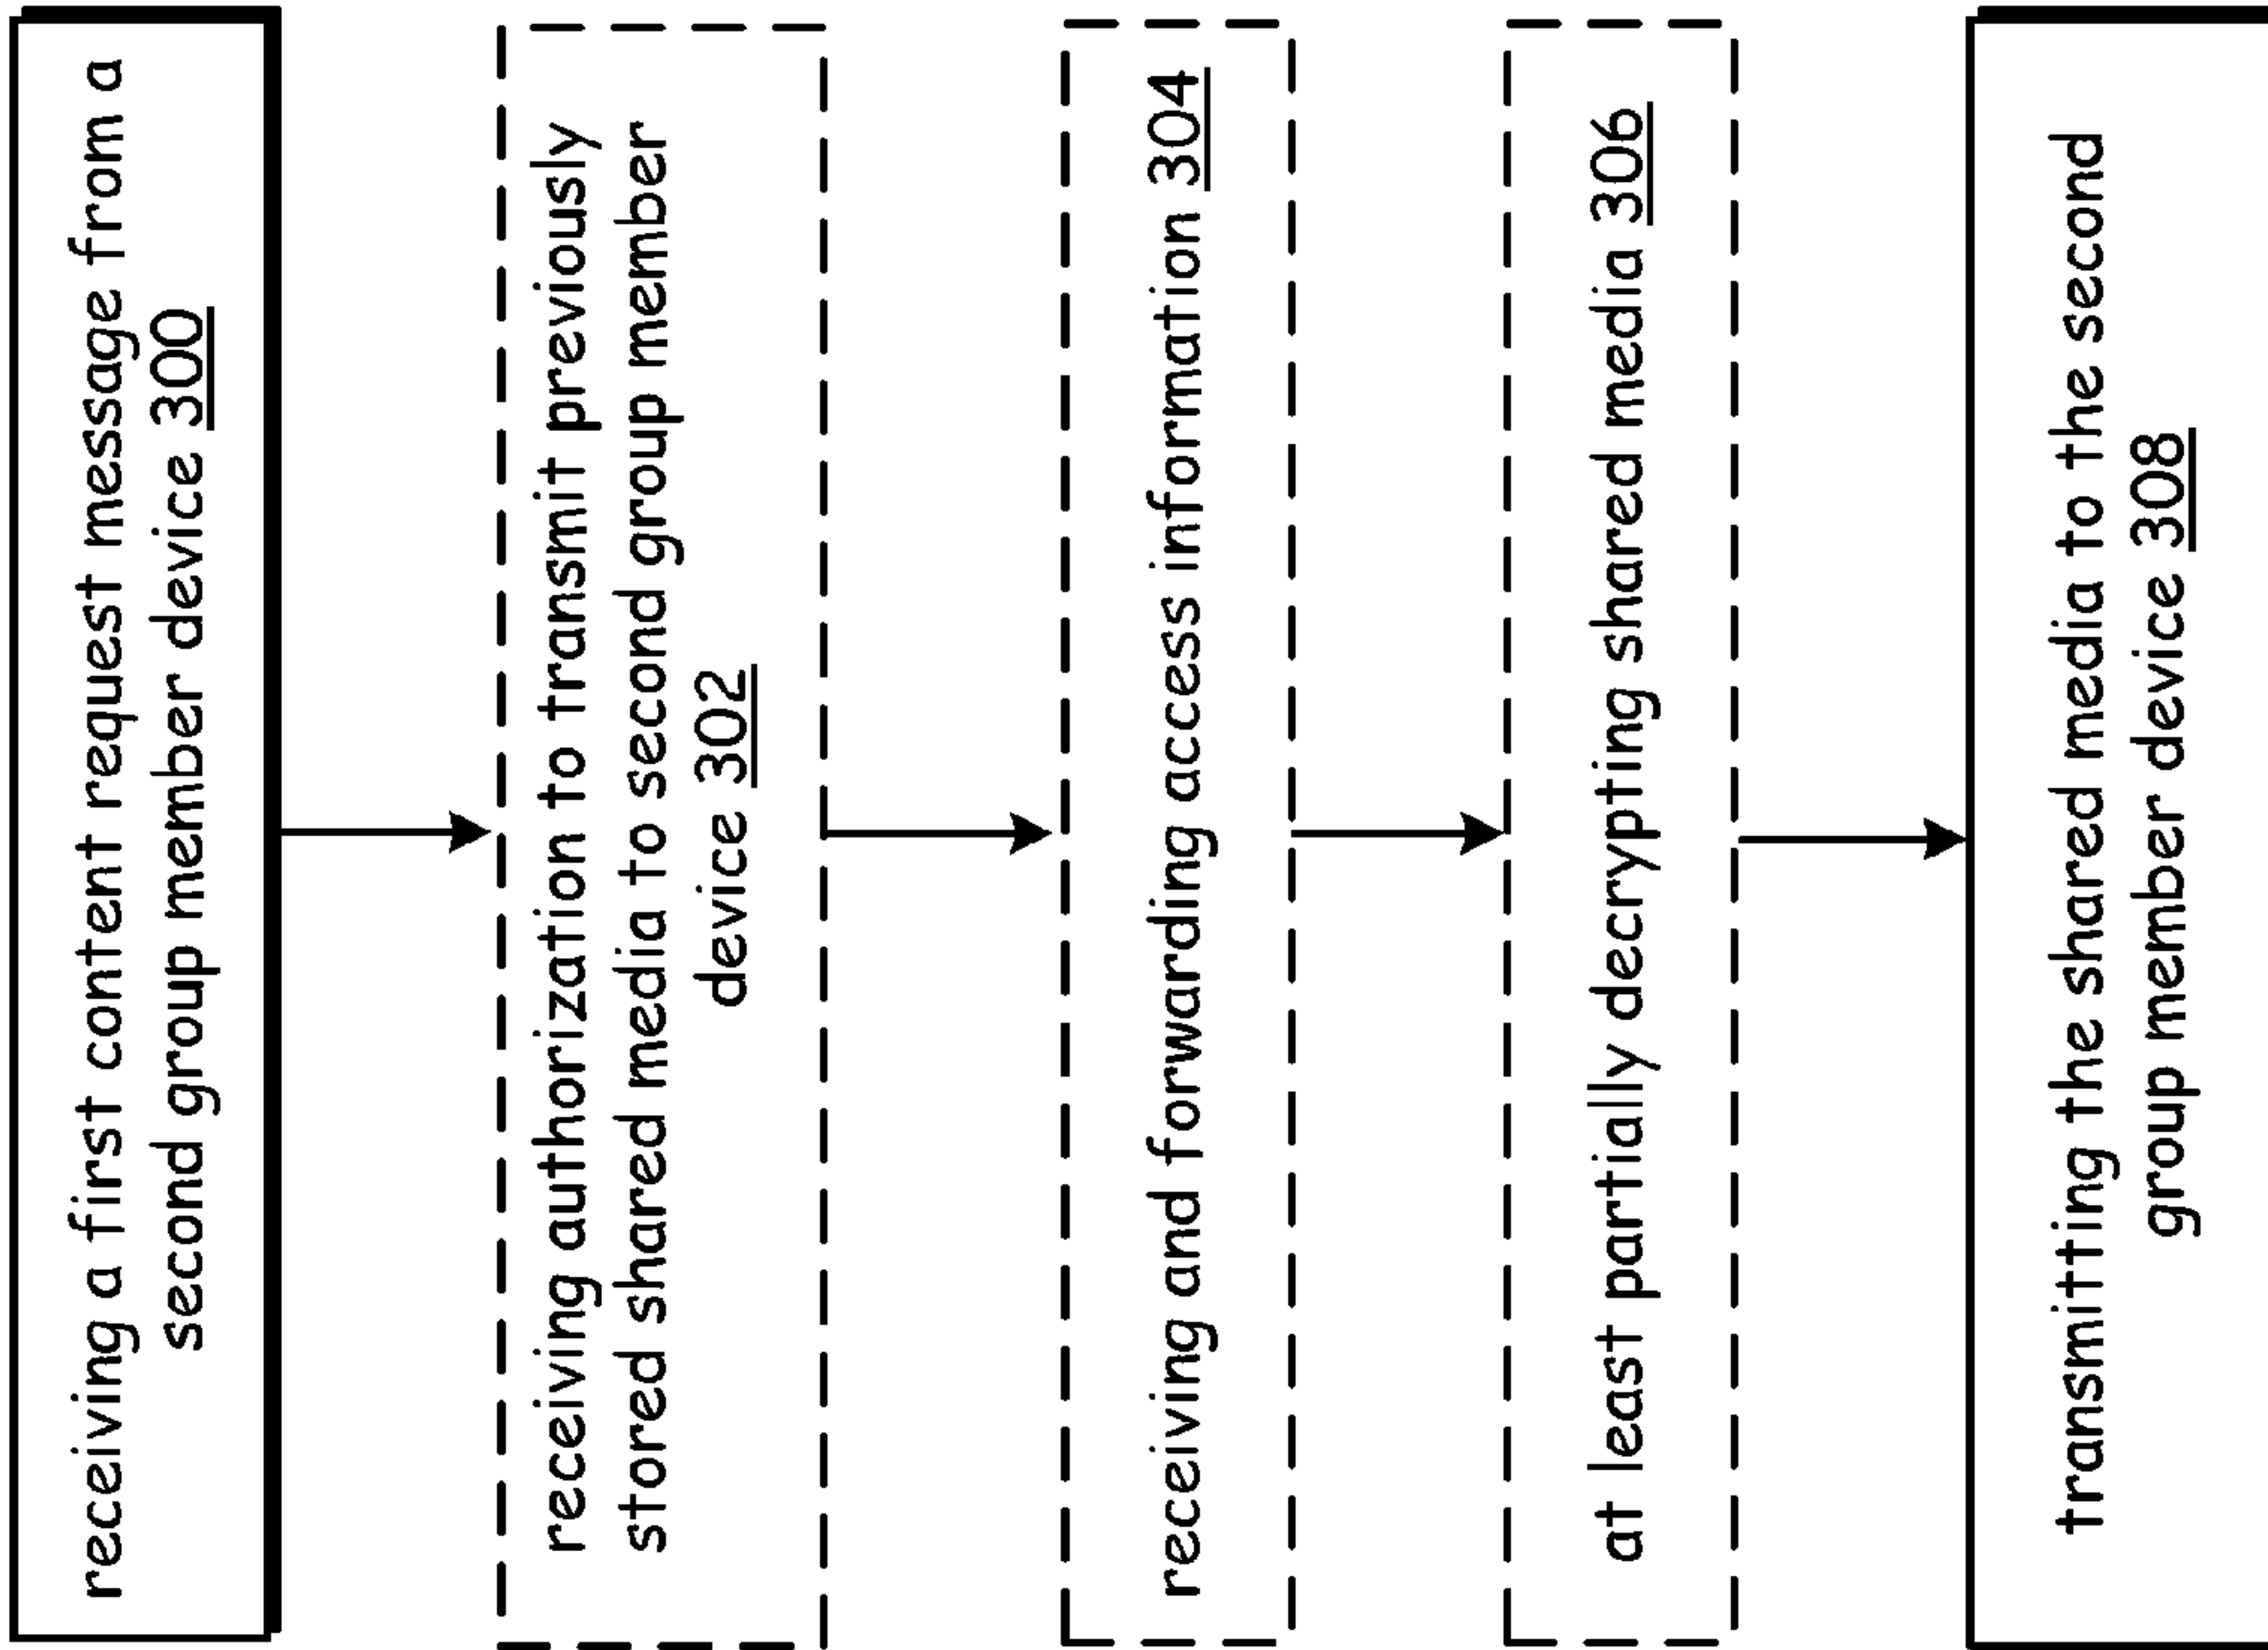 receiving a first content request message from a
second group member device 300
receiving authorization to transmit previously
stored shared media to second group member
device 302
receiving and forwarding access information 304
at least partially decrypting shared media 306
transmitting the shared media to the second
group member device 308